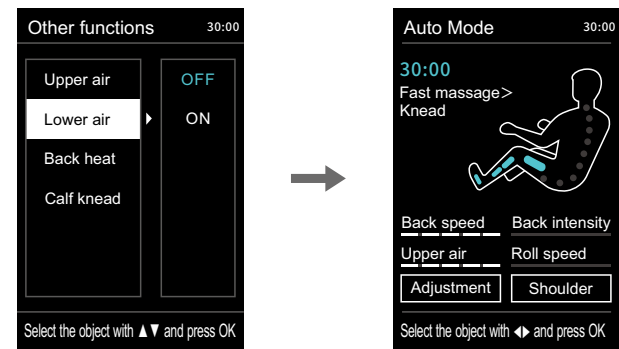 Other functions 30:00
Upper air OFF
Lower air ON
Back heat
Calf knead
Select the object with ▲▼ and press OK
Auto Mode 30:00
30:00
Fast massage>
Knead
Back speed Back intensity
Upper air Roll speed
Adjustment Shoulder
Select the object with ◀▶ and press OK